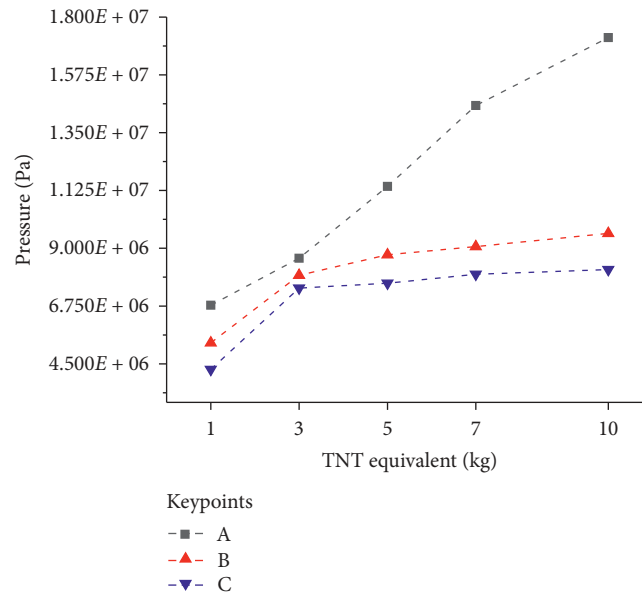 1.800E + 07
1.575E + 07
1.350E + 07
1.125E + 07
9.000E + 06
6.750E + 06
4.500E + 06
Pressure (Pa)
1 3 5 7 10
TNT equivalent (kg)
Keypoints
A
B
C